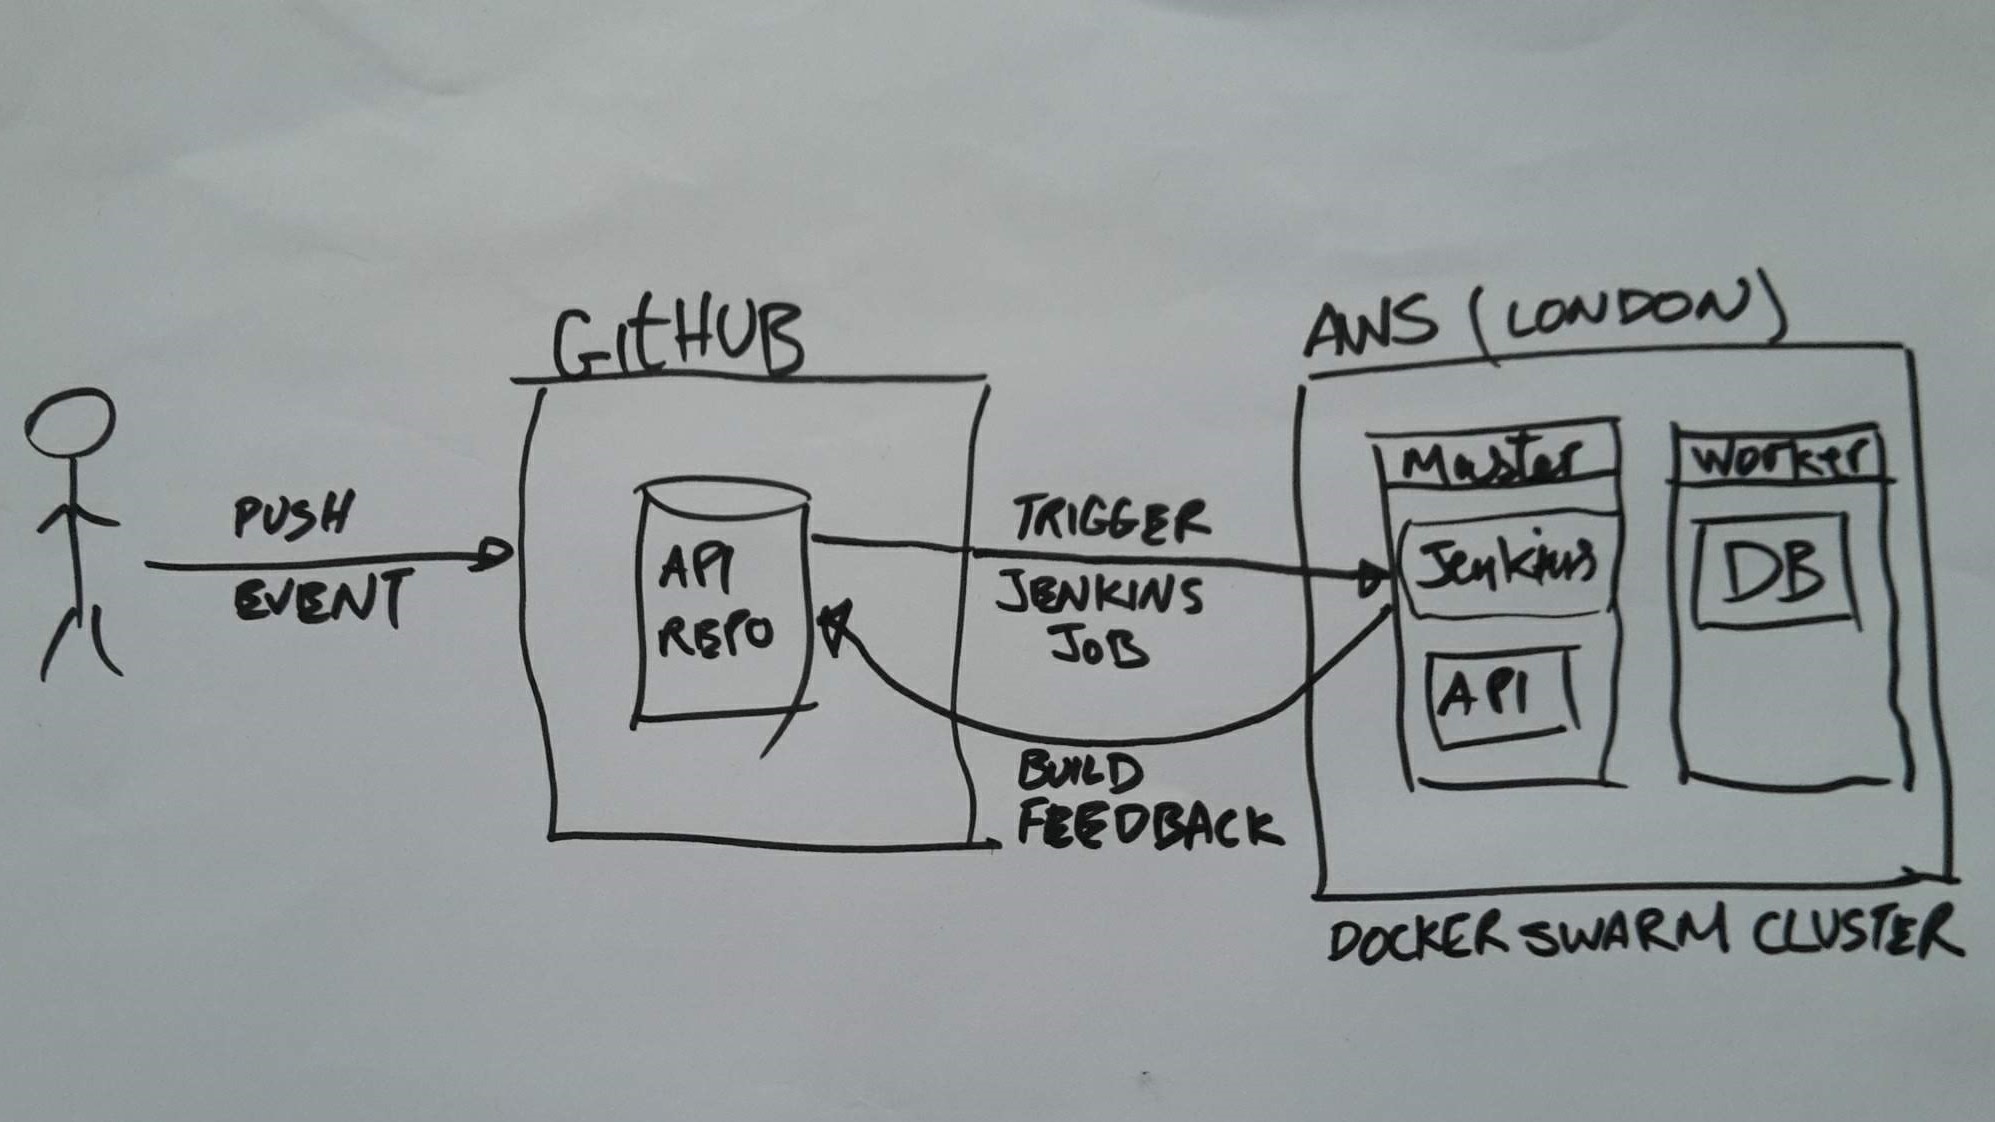 GitHUB
AWS (LONDON)
PUSH
EVENT
API
REPO
TRIGGER
JENKINS
JOB
BUILD
FEEDBACK
Master
Jenkins
API
Worker
DB
DOCKER SWARM CLUSTER